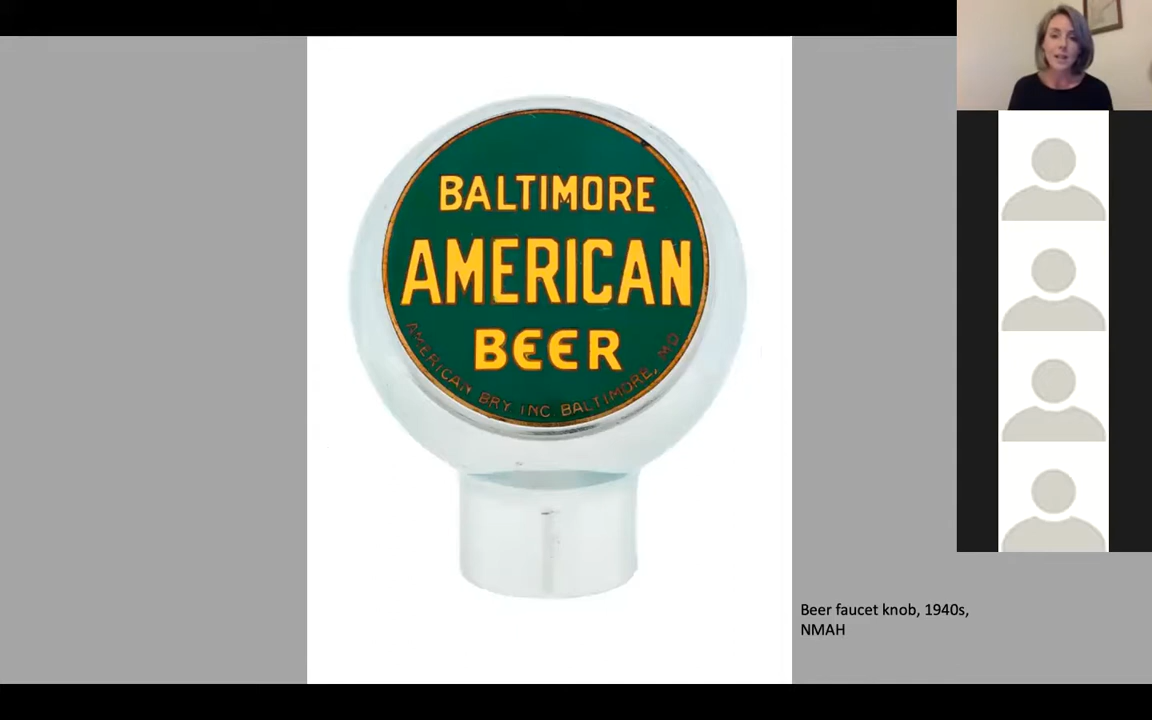 BALTIMORE
AMERICAN
BEER
AMERICAN BRY INC. BALTIMORE, MD
Beer faucet knob, 1940s,
NMAH